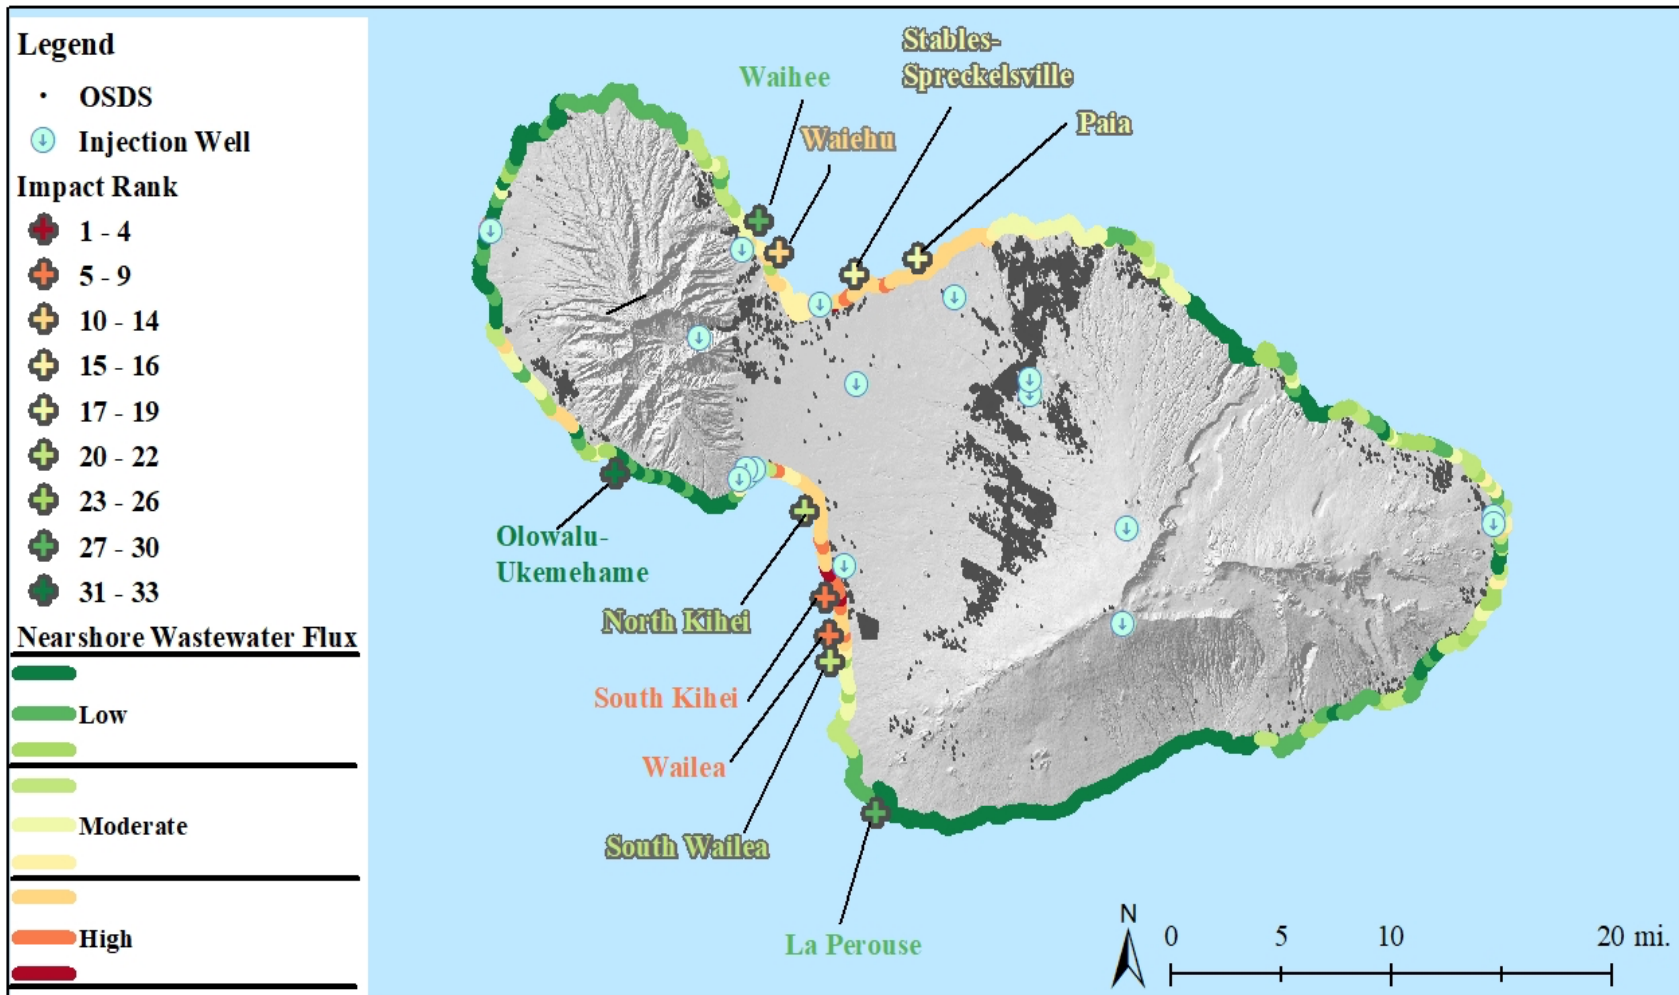 Legend
OSDS
Injection Well
Impact Rank
1 - 4
5 - 9
10 - 14
15 - 16
17 - 19
20 - 22
23 - 26
27 - 30
31 - 33
Nearshore Wastewater Flux
Low
Moderate
High
Stables-
Spreckelsville
Waihee
Waiehu
Paia
Olowalu-
Ukemehame
North Kihei
South Kihei
Wailea
South Wailea
La Perouse
N
0 5 10 20 mi.